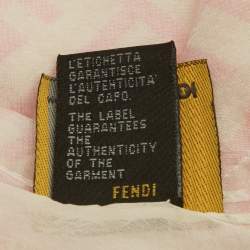 L'ETICHETTA
GARANTISCE
L'AUTENTICITA'
DEL CAPO.
THE LABEL
GUARANTEES
THE
AUTHENTICITY
OF THE
GARMENT
FENDI